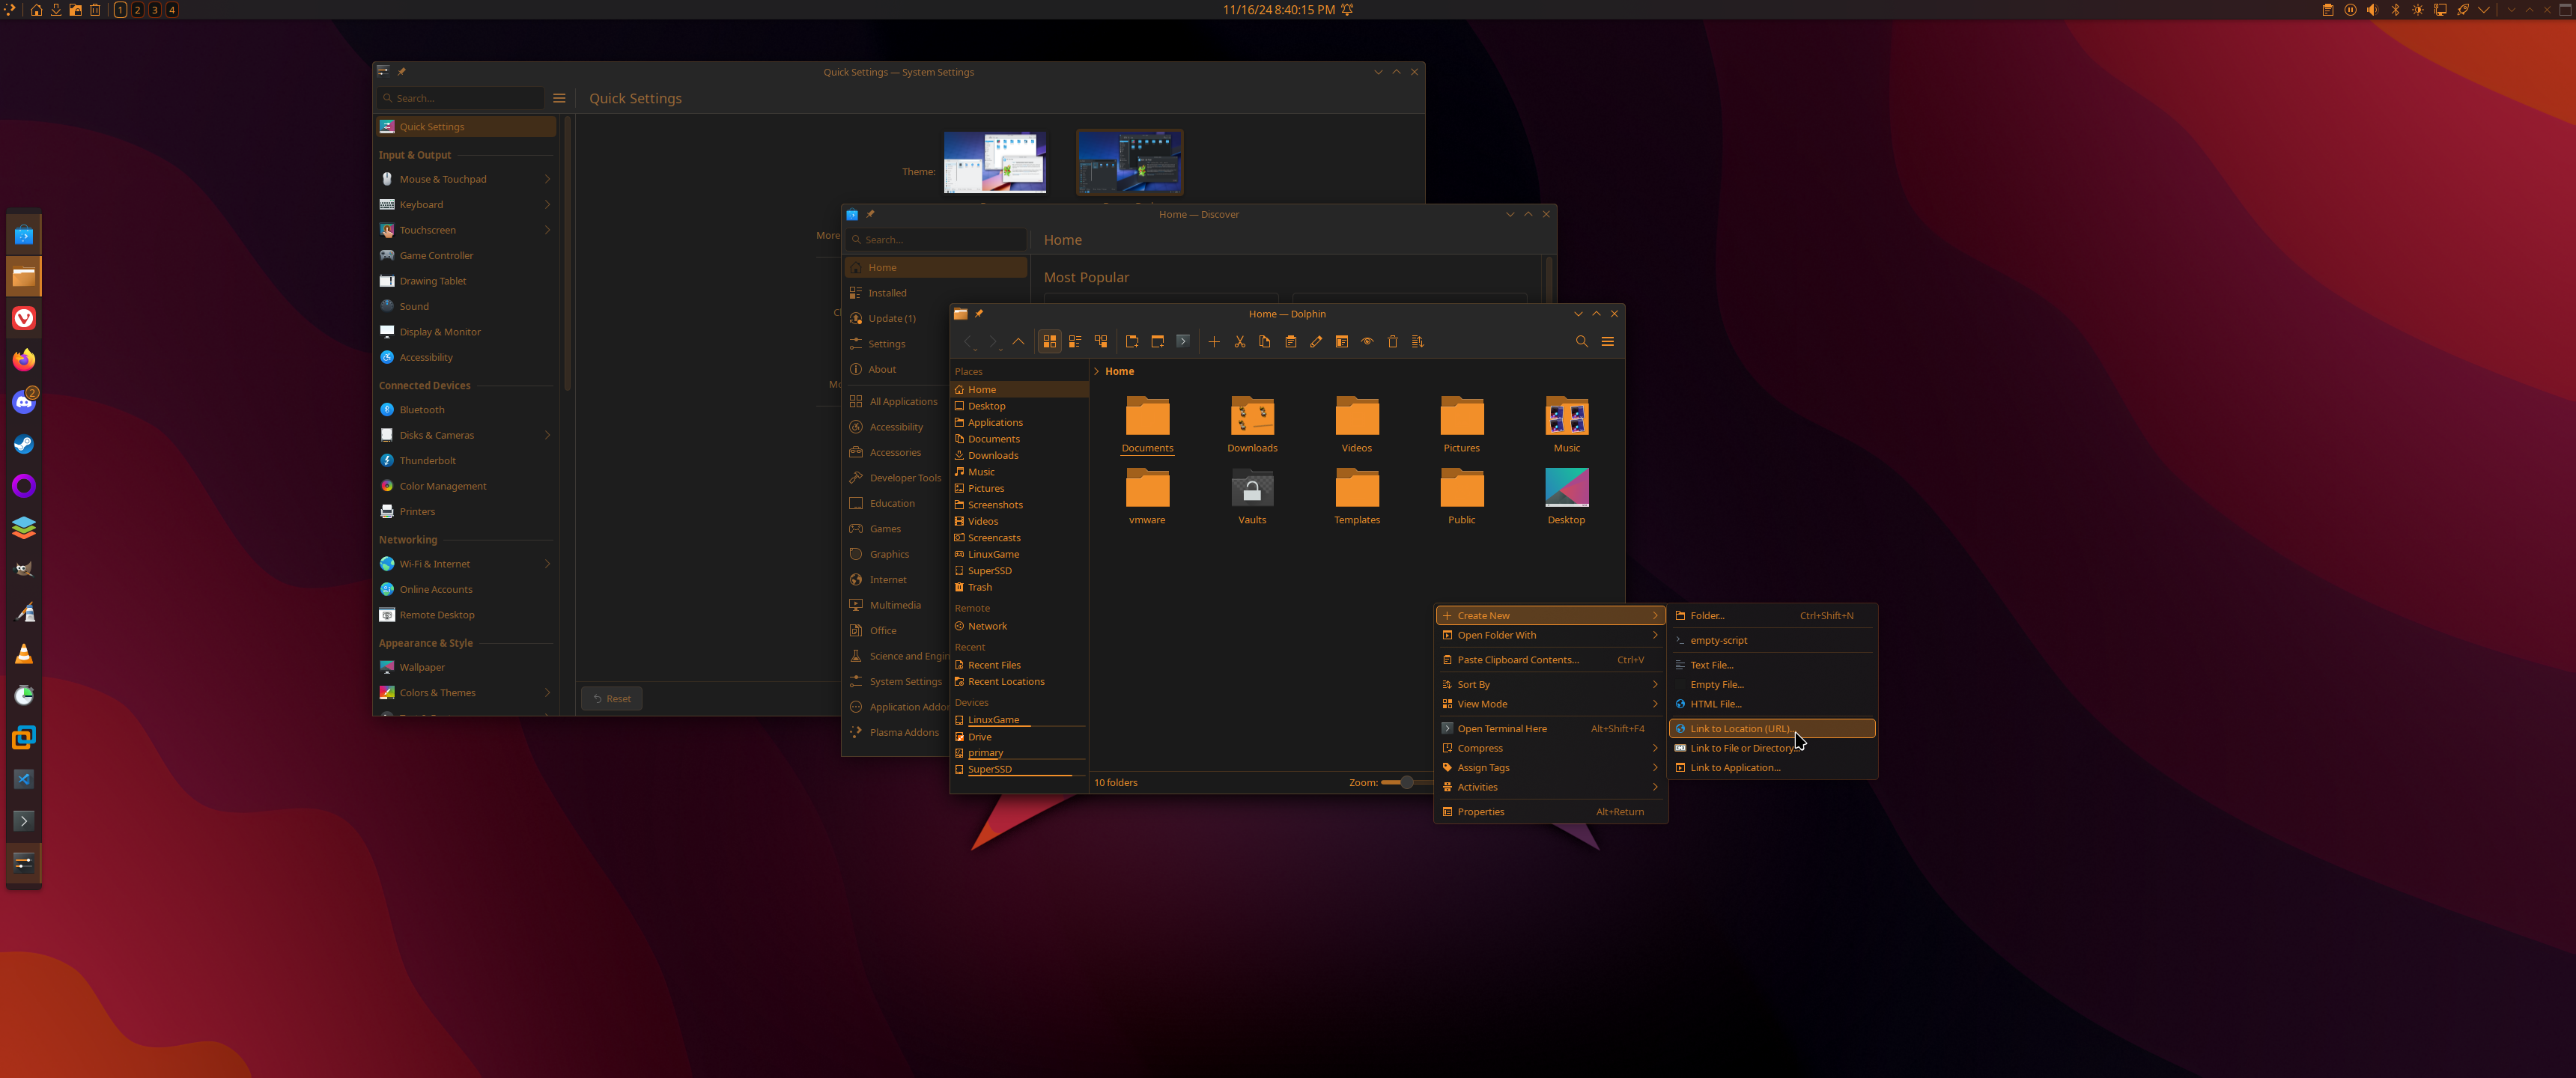 1 2 3 4
11/16/24 8:40:15 PM
Quick Settings — System Settings
Search...
Quick Settings
Quick Settings
Input & Output
Mouse & Touchpad
Keyboard
Touchscreen
Game Controller
Drawing Tablet
Sound
Display & Monitor
Accessibility
Connected Devices
Bluetooth
Disks & Cameras
Thunderbolt
Color Management
Printers
Networking
Wi-Fi & Internet
Online Accounts
Remote Desktop
Appearance & Style
Wallpaper
Colors & Themes
Theme:
More
Reset
2
Home — Discover
Search...
Home
Home
Installed
Update (1)
Settings
About
All Applications
Accessibility
Accessories
Developer Tools
Education
Games
Graphics
Internet
Multimedia
Office
Science and Engin
System Settings
Application Addon
Plasma Addons
Most Popular
Home — Dolphin
Places
Home
Desktop
Applications
Documents
Downloads
Music
Pictures
Screenshots
Videos
Screencasts
LinuxGame
SuperSSD
Trash
Remote
Network
Recent
Recent Files
Recent Locations
Devices
LinuxGame
Drive
primary
SuperSSD
Home
Documents
Downloads
Videos
Pictures
Music
vmware
Vaults
Templates
Public
Desktop
10 folders
Zoom:
Create New
Open Folder With
Paste Clipboard Contents... Ctrl+V
Sort By
View Mode
Open Terminal Here Alt+Shift+F4
Compress
Assign Tags
Activities
Properties Alt+Return
Folder... Ctrl+Shift+N
empty-script
Text File...
Empty File...
HTML File...
Link to Location (URL)...
Link to File or Directory...
Link to Application...